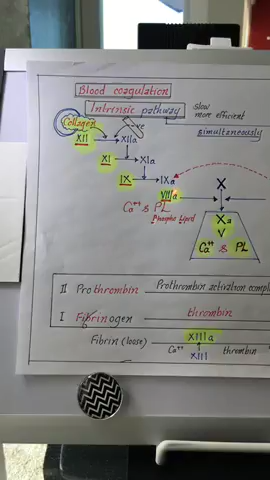 Blood coagulation
Intrinsic pathway slow
more efficient
simultaneously
Collagen -ve
XII XIIa
XI XIa
IX IXa X
VIIIa
Ca++ & PL Xa
Phospho Lipid V
Ca++ & PL
II Prothrombin Prothrombin activation compl
I Fibrinogen thrombin
Fibrin (loose) XIIIa
Ca++ XIII thrombin